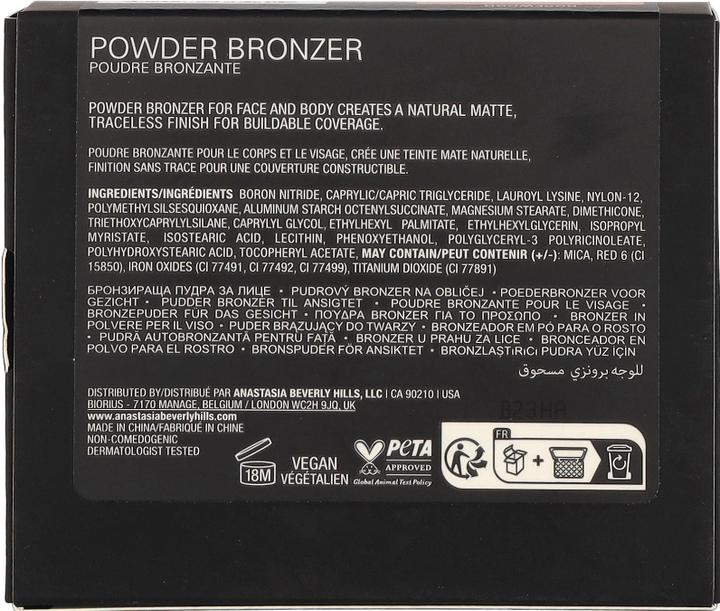 POWDER BRONZER
POUDRE BRONZANTE
POWDER BRONZER FOR FACE AND BODY CREATES A NATURAL MATTE,
TRACELESS FINISH FOR BUILDABLE COVERAGE.
POUDRE BRONZANTE POUR LE CORPS ET LE VISAGE, CRÉE UNE TEINTE MATE NATURELLE,
FINITION SANS TRACE POUR UNE COUVERTURE CONSTRUCTIBLE.
INGREDIENTS/INGRÉDIENTS BORON NITRIDE, CAPRYLIC/CAPRIC TRIGLYCERIDE, LAUROYL LYSINE, NYLON-12,
POLYMETHYLSILSESQUIOXANE, ALUMINUM STARCH OCTENYLSUCCINATE, MAGNESIUM STEARATE, DIMETHICONE,
TRIETHOXYCAPRYLYLSILANE, CAPRYLYL GLYCOL, ETHYLHEXYL PALMITATE, ETHYLHEXYLGLYCERIN, ISOPROPYL
MYRISTATE, ISOSTEARIC ACID, LECITHIN, PHENOXYETHANOL, POLYGLYCERYL-3 POLYRICINOLEATE,
POLYHYDROXYSTEARIC ACID, TOCOPHERYL ACETATE, MAY CONTAIN/PEUT CONTENIR (+/-): MICA, RED 6 (CI
15850), IRON OXIDES (CI 77491, CI 77492, CI 77499), TITANIUM DIOXIDE (CI 77891)
БРОНЗИРАЩА ПУДРА ЗА ЛИЦЕ • PUDROVÝ BRONZER NA OBLIČEJ • POEDERBRONZER VOOR
GEZICHT • PUDDER BRONZER TIL ANSIGTET • POUDRE BRONZANTE POUR LE VISAGE •
BRONZEPUDER FÜR DAS GESICHT • ΠΟΥΔΡΑ BRONZER ΓΙΑ ΤΟ ΠΡΟΣΩΠΟ • BRONZER IN
POLVERE PER IL VISO • PUDER BRĄZUJĄCY DO TWARZY • BRONZEADOR EM PÓ PARA O ROSTO
• PUDRĂ AUTOBRONZANTĂ PENTRU FAȚĂ • BRONZER U PRAHU ZA LICE • BRONCEADOR EN
POLVO PARA EL ROSTRO • BRONSPUDER FÖR ANSIKTET • BRONZLAŞTIRICI PUDRA YÜZ İÇİN
للوجه برونزي مسحوق
DISTRIBUTED BY/DISTRIBUÉ PAR ANASTASIA BEVERLY HILLS, LLC | CA 90210 | USA
BIORIUS - 7170 MANAGE, BELGIUM / LONDON WC2H 9JQ, UK
www.anastasiabeverlyhills.com
MADE IN CHINA/FABRIQUÉ EN CHINE
NON-COMEDOGENIC
DERMATOLOGIST TESTED
B23HA
18M
VEGAN
VÉGÉTALIEN
PETA
APPROVED
Global Animal Test Policy
FR
+